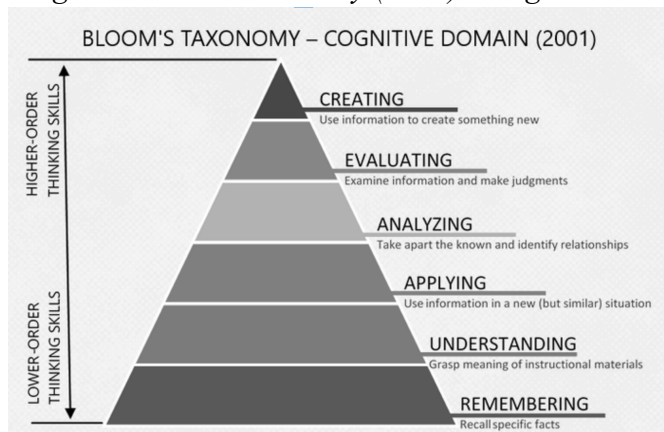 BLOOM'S TAXONOMY – COGNITIVE DOMAIN (2001)
HIGHER-ORDER
THINKING SKILLS
CREATING
Use information to create something new
EVALUATING
Examine information and make judgments
ANALYZING
Take apart the known and identify relationships
APPLYING
Use information in a new (but similar) situation
LOWER-ORDER
THINKING SKILLS
UNDERSTANDING
Grasp meaning of instructional materials
REMEMBERING
Recall specific facts